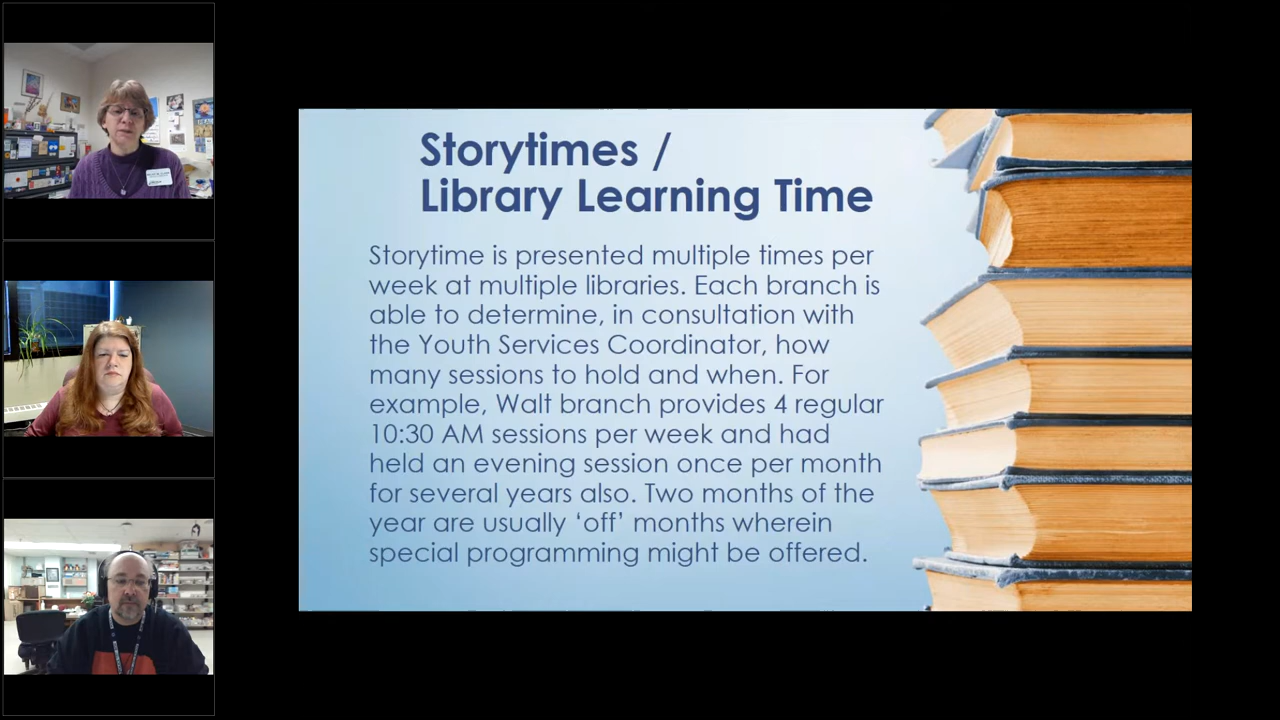 Storytimes /
Library Learning Time
Storytime is presented multiple times per
week at multiple libraries. Each branch is
able to determine, in consultation with
the Youth Services Coordinator, how
many sessions to hold and when. For
example, Walt branch provides 4 regular
10:30 AM sessions per week and had
held an evening session once per month
for several years also. Two months of the
year are usually ‘off’ months wherein
special programming might be offered.